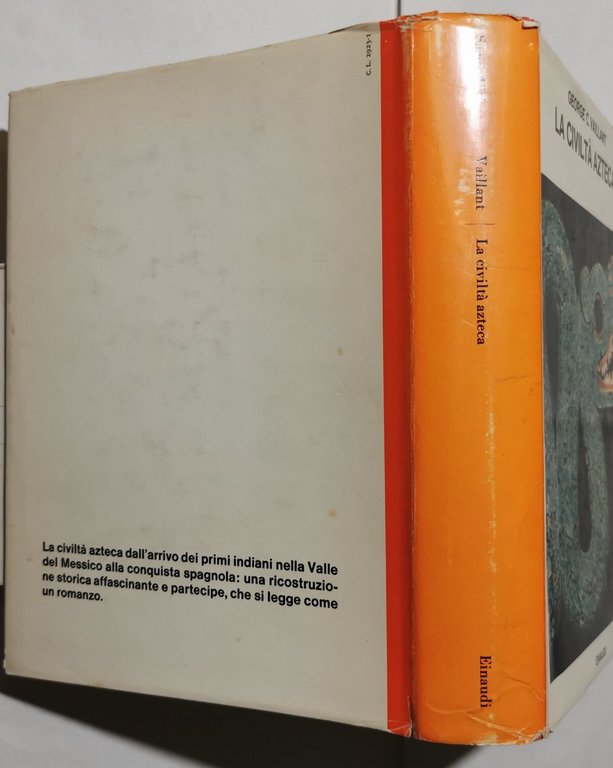 La civiltà azteca dall'arrivo dei primi indiani nella Valle
del Messico alla conquista spagnola: una ricostruzio-
ne storica affascinante e partecipe, che si legge come
un romanzo.
C. L. 2922-1
Vaillant | La civiltà azteca
Einaudi
GEORGE C. VAILLANT
LA CIVILTÀ AZTECA
EINAUDI